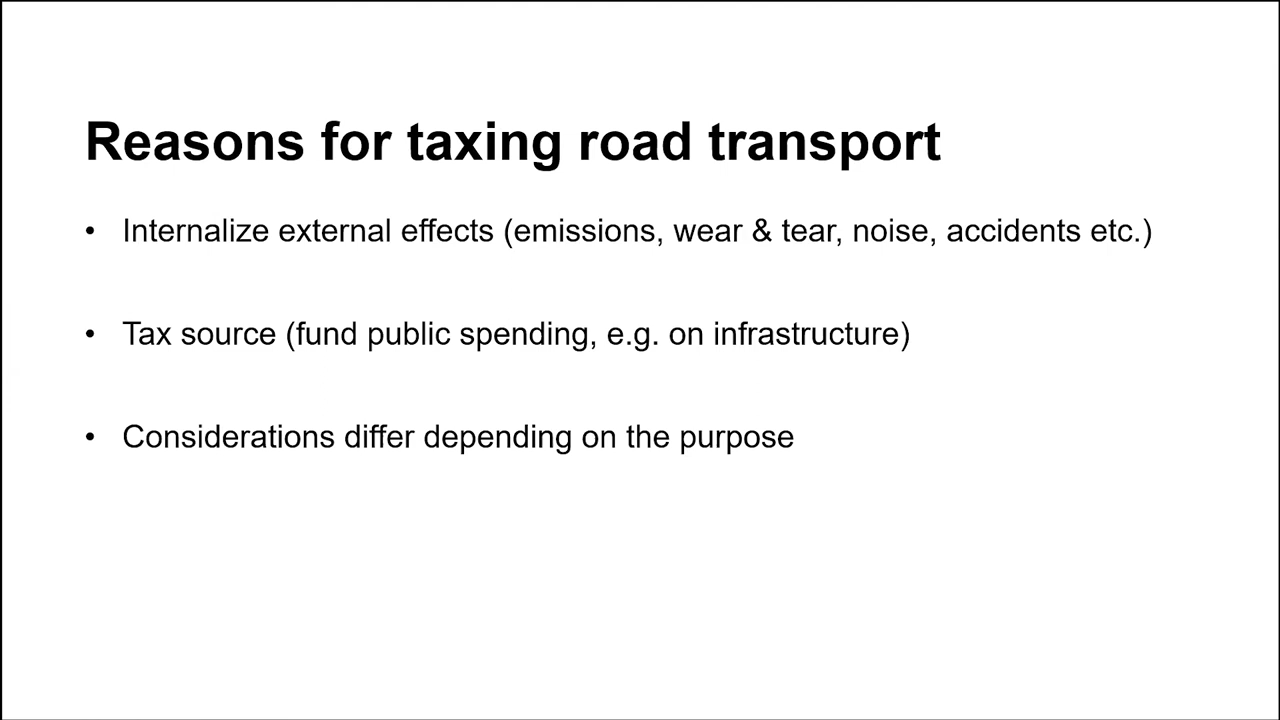 Reasons for taxing road transport
• Internalize external effects (emissions, wear & tear, noise, accidents etc.)
• Tax source (fund public spending, e.g. on infrastructure)
• Considerations differ depending on the purpose